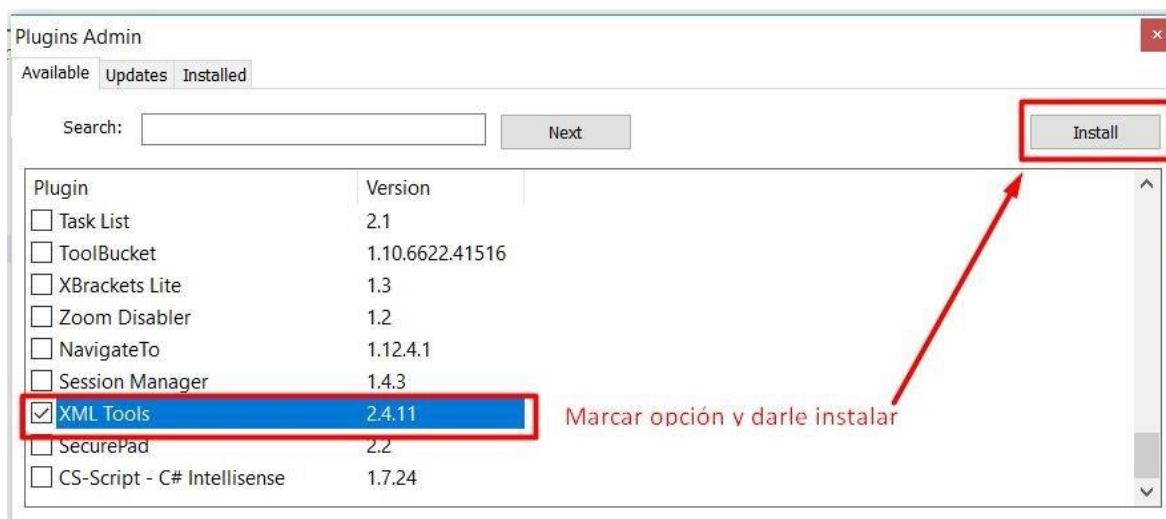 Plugins Admin
Available Updates Installed
Search: Next Install
Plugin Version
Task List 2.1
ToolBucket 1.10.6622.41516
XBrackets Lite 1.3
Zoom Disabler 1.2
NavigateTo 1.12.4.1
Session Manager 1.4.3
XML Tools 2.4.11
Marcar opción y darle instalar
SecurePad 2.2
CS-Script - C# Intellisense 1.7.24